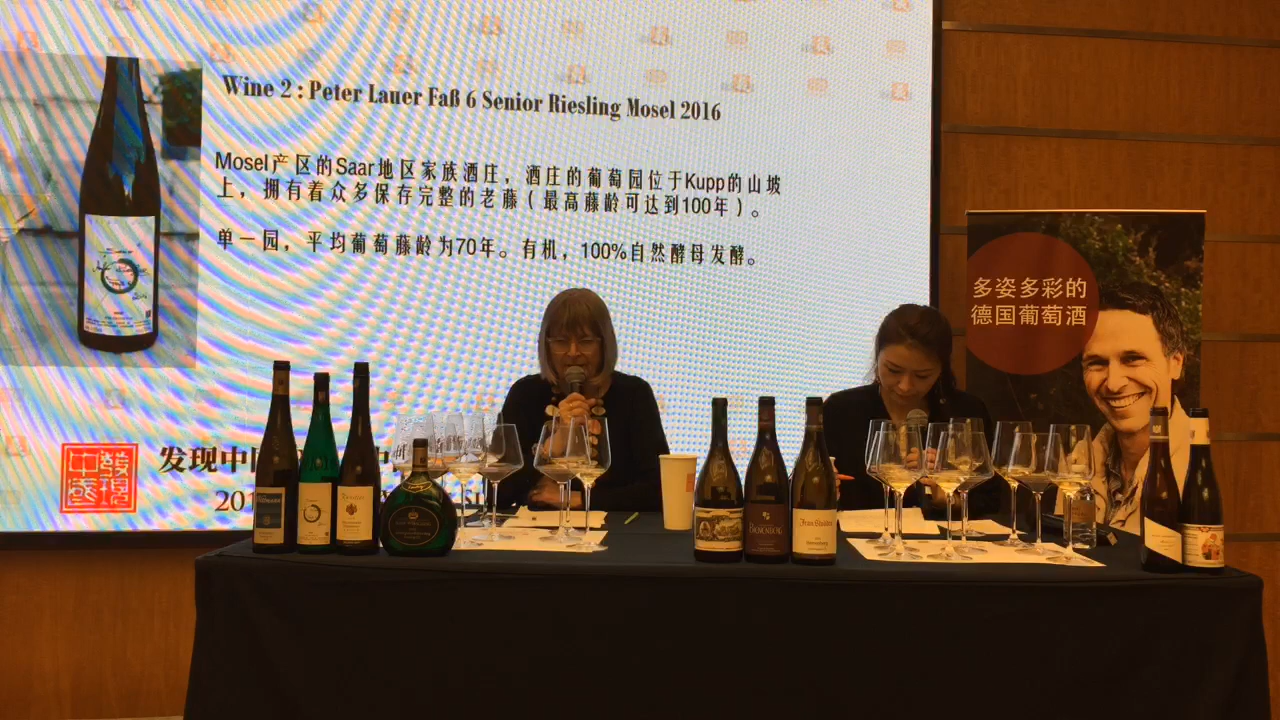 Wine 2 : Peter Lauer Faß 6 Senior Riesling Mosel 2016
Mosel产区的Saar地区家族酒庄，酒庄的葡萄园位于Kupp的山坡
上，拥有着众多保存完整的老藤（最高藤龄可达到100年）。
单一园，平均葡萄藤龄为70年。有机，100%自然酵母发酵。
多姿多彩的
德国葡萄酒
发现中
201